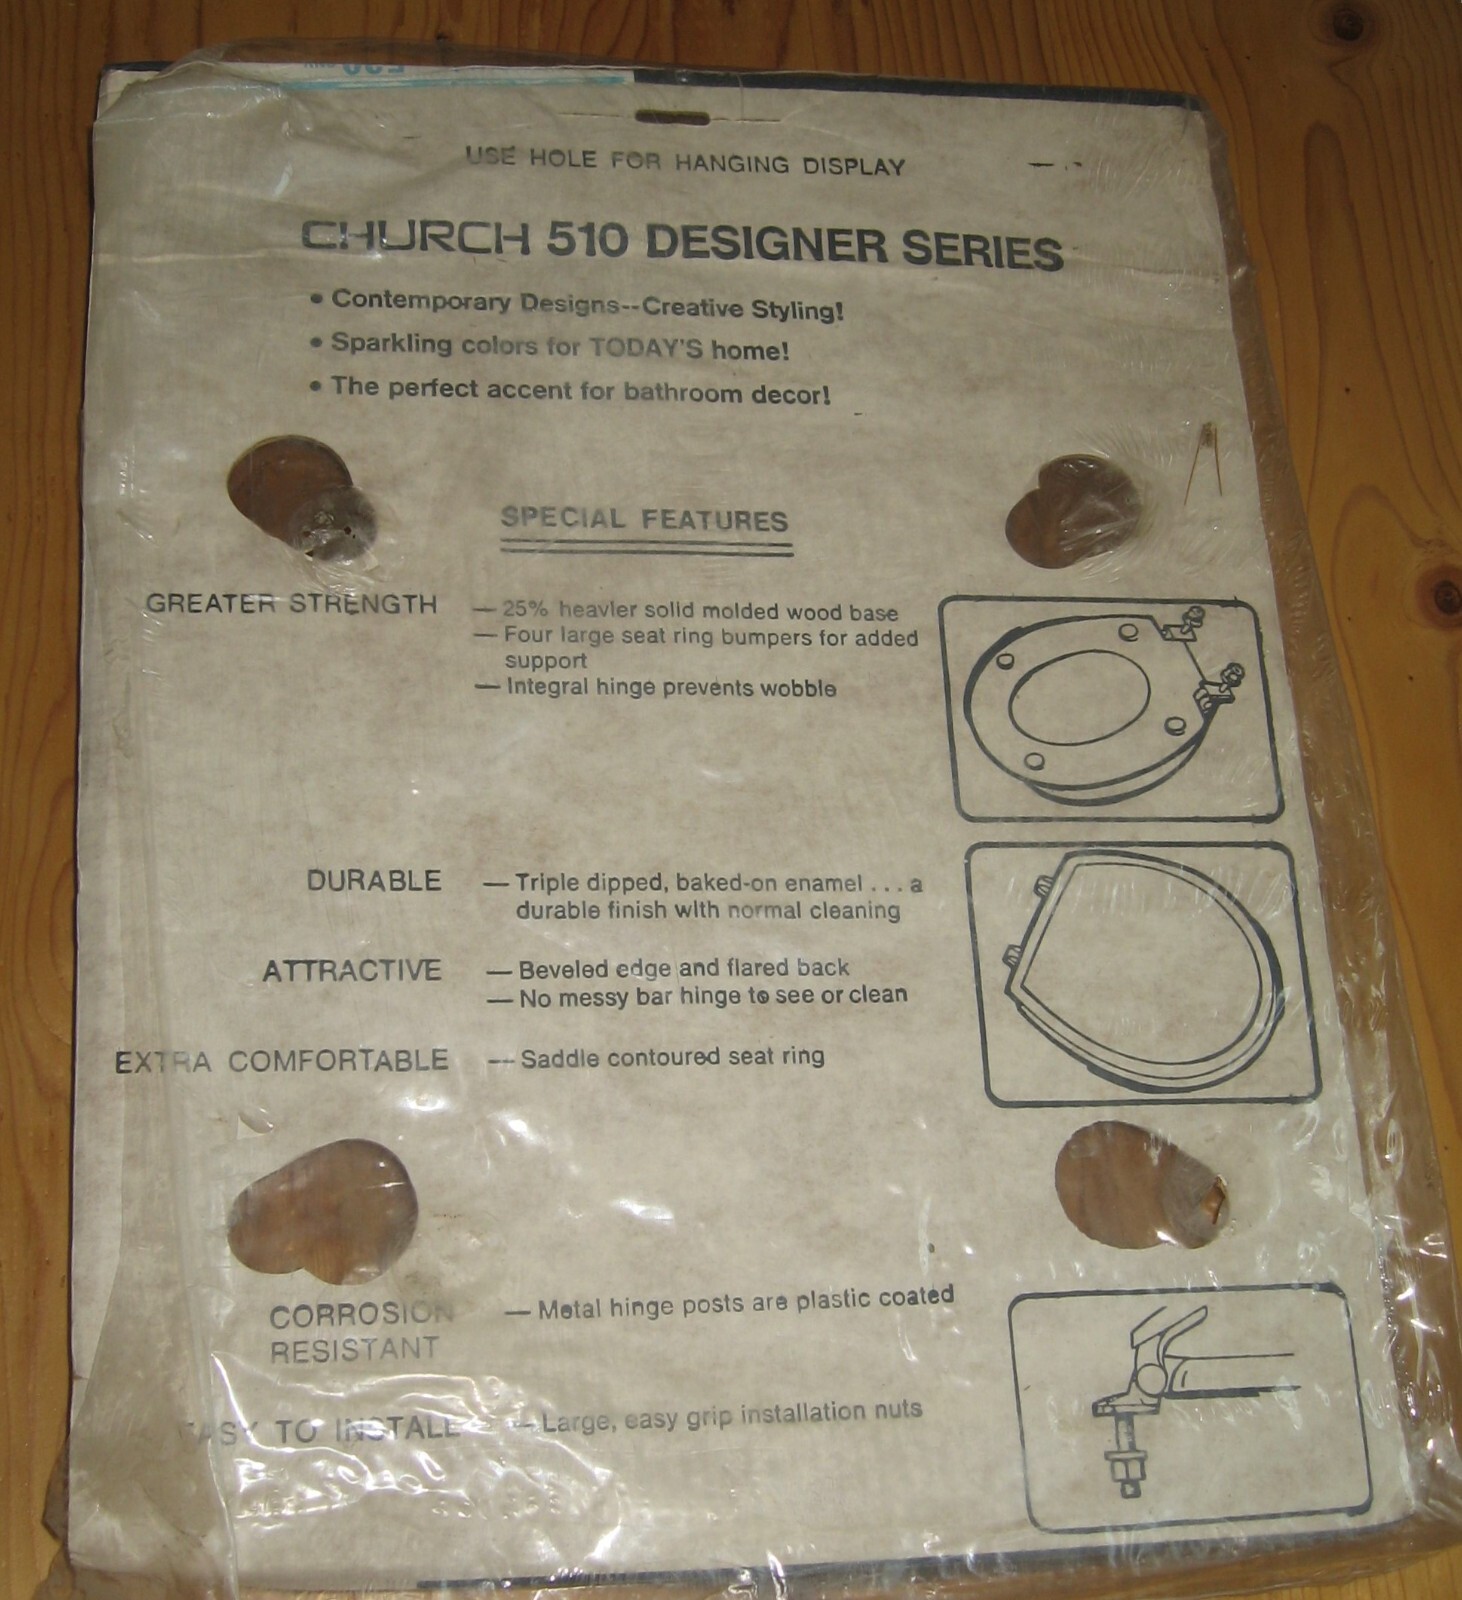 USE HOLE FOR HANGING DISPLAY
CHURCH 510 DESIGNER SERIES
• Contemporary Designs--Creative Styling!
• Sparkling colors for TODAY'S home!
• The perfect accent for bathroom decor!
SPECIAL FEATURES
GREATER STRENGTH — 25% heavier solid molded wood base
— Four large seat ring bumpers for added
support
— Integral hinge prevents wobble
DURABLE — Triple dipped, baked-on enamel . . . a
durable finish with normal cleaning
ATTRACTIVE — Beveled edge and flared back
— No messy bar hinge to see or clean
EXTRA COMFORTABLE — Saddle contoured seat ring
CORROSION — Metal hinge posts are plastic coated
RESISTANT
EASY TO INSTALL — Large, easy grip installation nuts